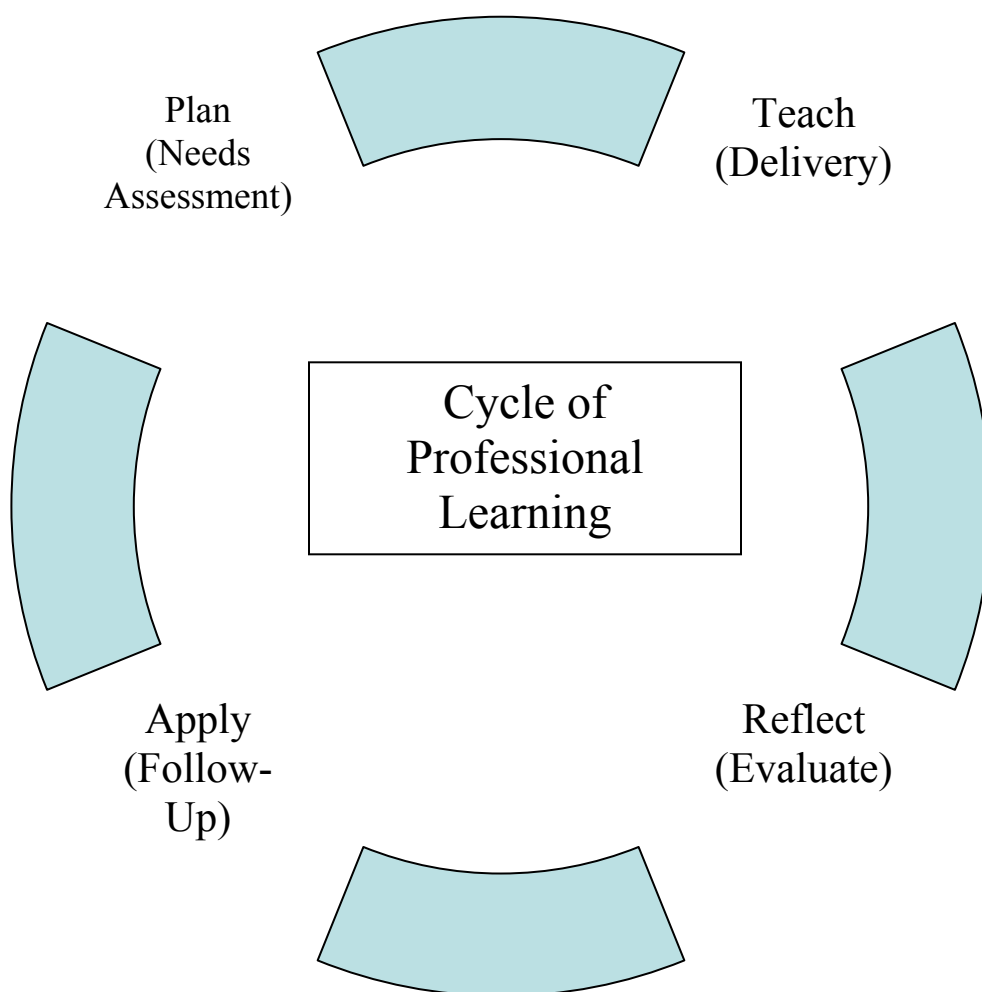 Plan
(Needs
Assessment)
Teach
(Delivery)
Cycle of
Professional
Learning
Apply
(Follow-
Up)
Reflect
(Evaluate)